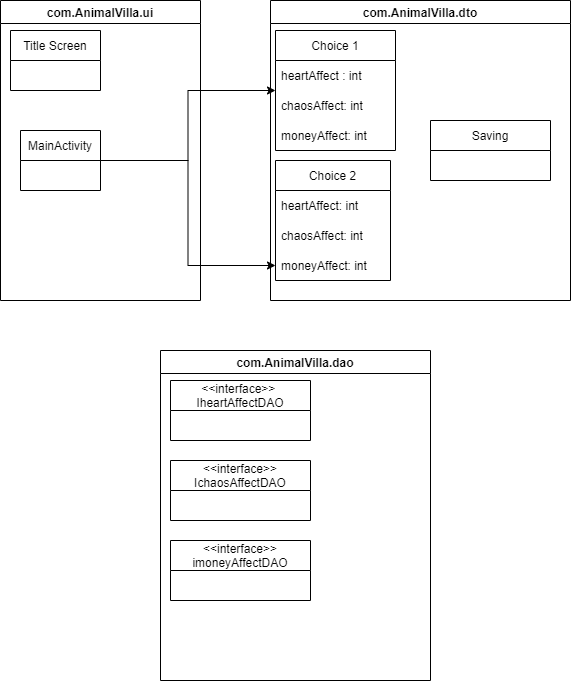 com.AnimalVilla.ui
Title Screen
MainActivity
com.AnimalVilla.dto
Choice 1
heartAffect : int
chaosAffect: int
moneyAffect: int
Choice 2
heartAffect: int
chaosAffect: int
moneyAffect: int
Saving
com.AnimalVilla.dao
<<interface>>
IheartAffectDAO
<<interface>>
IchaosAffectDAO
<<interface>>
imoneyAffectDAO